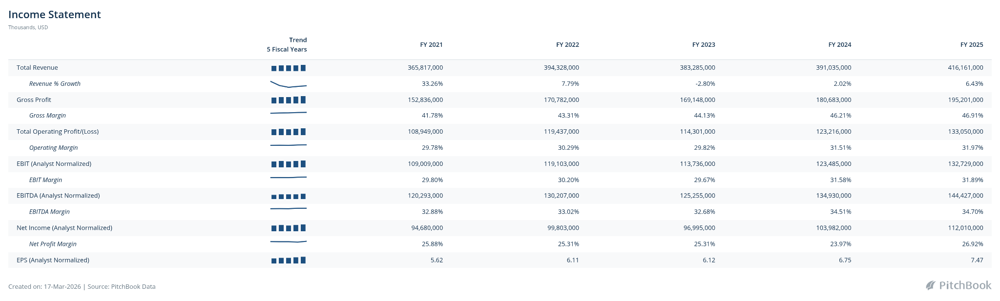 Income Statement
Thousands, USD
Trend
5 Fiscal Years FY 2021 FY 2022 FY 2023 FY 2024 FY 2025
Total Revenue 365,817,000 394,328,000 383,285,000 391,035,000 416,161,000
Revenue % Growth 33.26% 7.79% -2.80% 2.02% 6.43%
Gross Profit 152,836,000 170,782,000 169,148,000 180,683,000 195,201,000
Gross Margin 41.78% 43.31% 44.13% 46.21% 46.91%
Total Operating Profit/(Loss) 108,949,000 119,437,000 114,301,000 123,216,000 133,050,000
Operating Margin 29.78% 30.29% 29.82% 31.51% 31.97%
EBIT (Analyst Normalized) 109,009,000 119,103,000 113,736,000 123,485,000 132,729,000
EBIT Margin 29.80% 30.20% 29.67% 31.58% 31.89%
EBITDA (Analyst Normalized) 120,293,000 130,207,000 125,255,000 134,930,000 144,427,000
EBITDA Margin 32.88% 33.02% 32.68% 34.51% 34.70%
Net Income (Analyst Normalized) 94,680,000 99,803,000 96,995,000 103,982,000 112,010,000
Net Profit Margin 25.88% 25.31% 25.31% 23.97% 26.92%
EPS (Analyst Normalized) 5.62 6.11 6.12 6.75 7.47
Created on: 17-Mar-2026 | Source: PitchBook Data
PitchBook